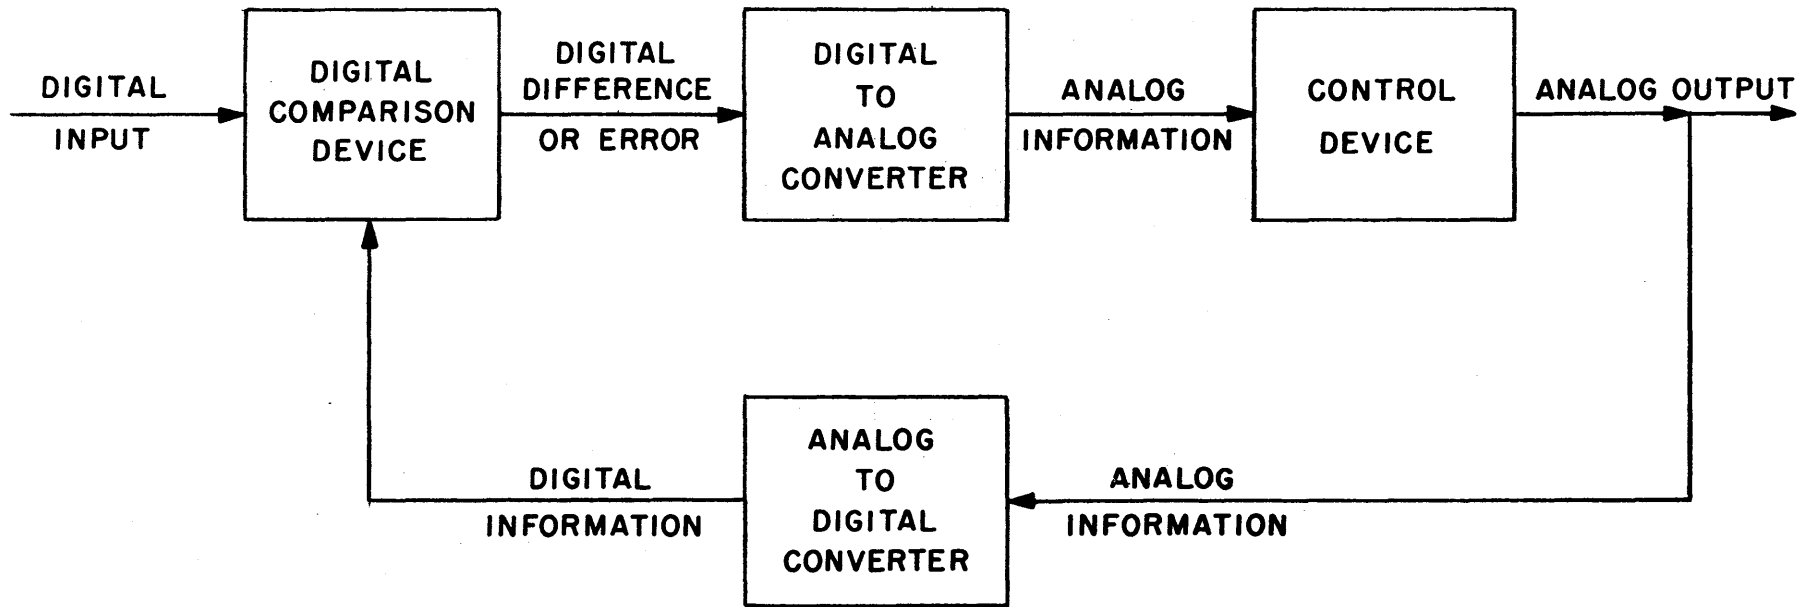 DIGITAL
INPUT
DIGITAL
COMPARISON
DEVICE
DIGITAL
DIFFERENCE
OR ERROR
DIGITAL
TO
ANALOG
CONVERTER
ANALOG
INFORMATION
CONTROL
DEVICE
ANALOG OUTPUT
DIGITAL
INFORMATION
ANALOG
TO
DIGITAL
CONVERTER
ANALOG
INFORMATION